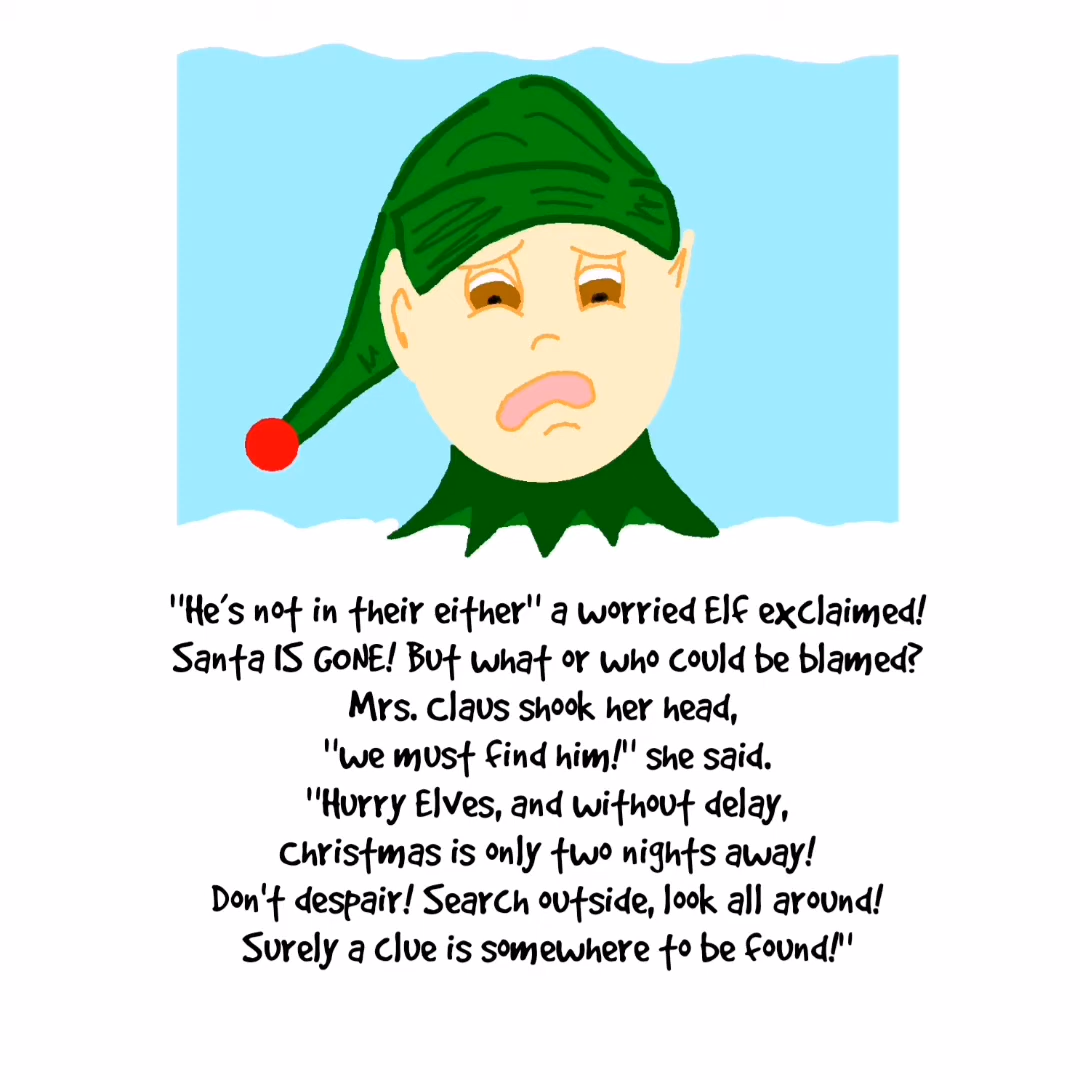 "He's not in their either" a worried Elf exclaimed!
Santa IS GONE! But what or who could be blamed?
Mrs. Claus shook her head,
"We must find him!" she said.
"Hurry Elves, and without delay,
Christmas is only two nights away!
Don't despair! Search outside, look all around!
Surely a clue is somewhere to be found!"